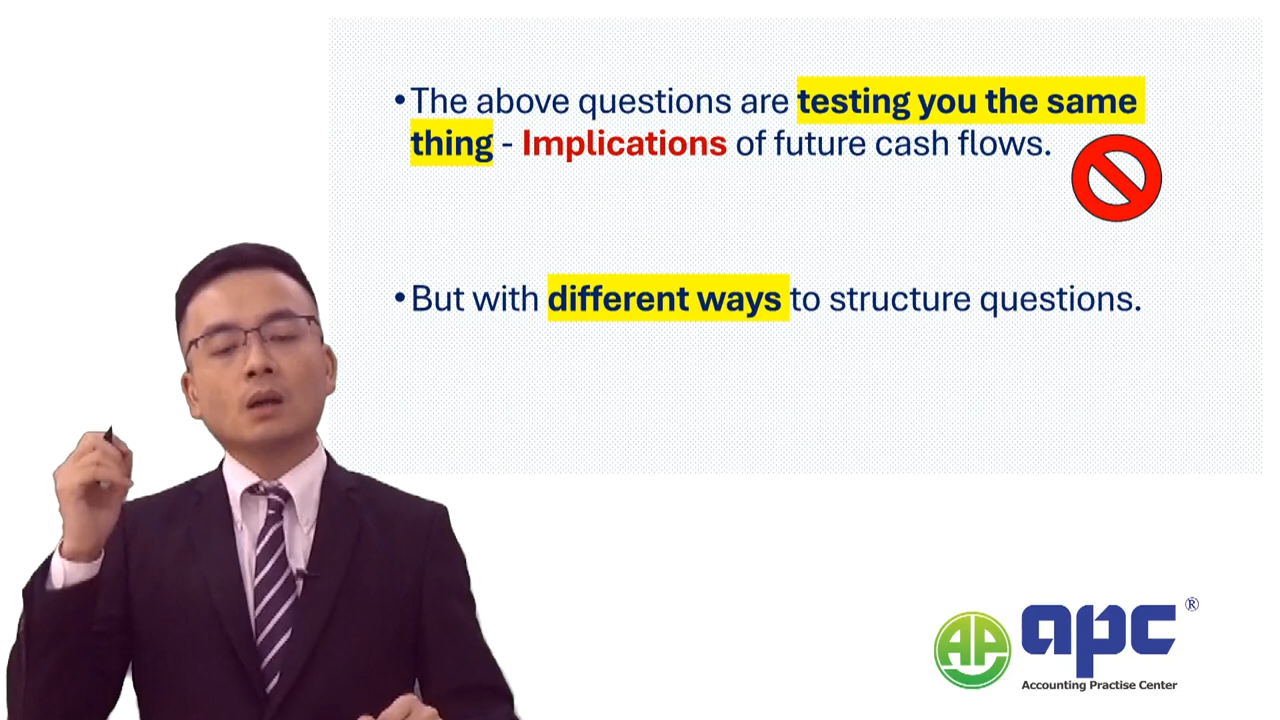 •The above questions are testing you the same
thing - Implications of future cash flows.
•But with different ways to structure questions.
AP
apc ®
Accounting Practise Center